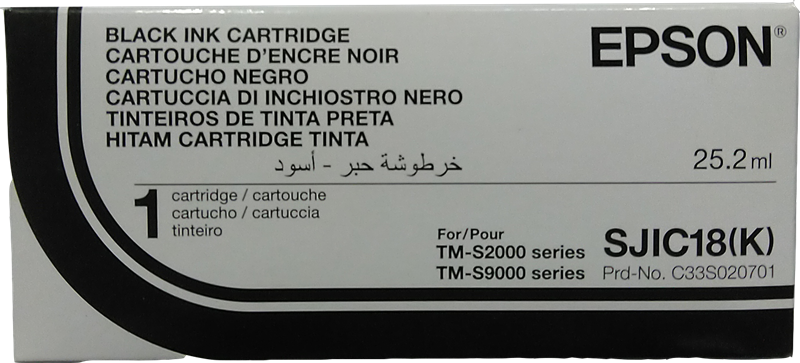 BLACK INK CARTRIDGE
CARTOUCHE D'ENCRE NOIR
CARTUCHO NEGRO
CARTUCCIA DI INCHIOSTRO NERO
TINTEIROS DE TINTA PRETA
HITAM CARTRIDGE TINTA
خرطوشة حبر - أسود
EPSON®
25.2 ml
1
cartridge / cartouche
cartucho / cartuccia
tinteiro
For/Pour
TM-S2000 series
TM-S9000 series
SJIC18(K)
Prd-No. C33S020701